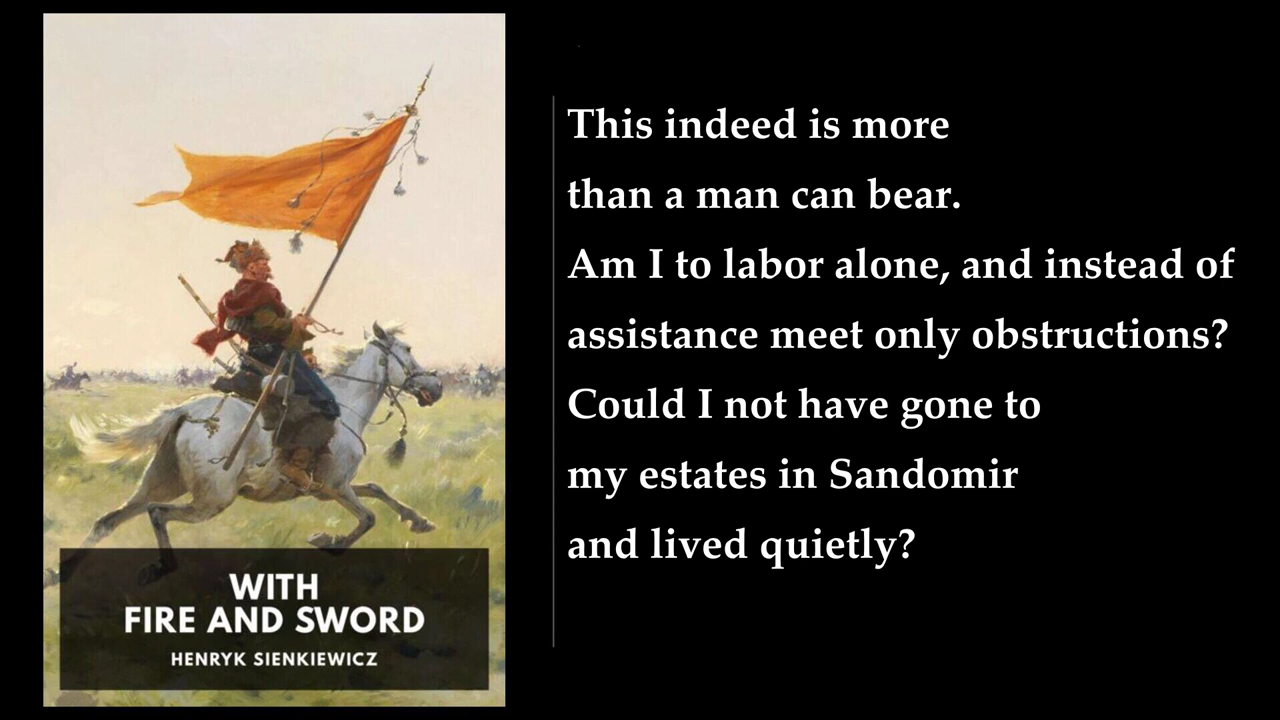 WITH
FIRE AND SWORD
HENRYK SIENKIEWICZ
This indeed is more
than a man can bear.
Am I to labor alone, and instead of
assistance meet only obstructions?
Could I not have gone to
my estates in Sandomir
and lived quietly?